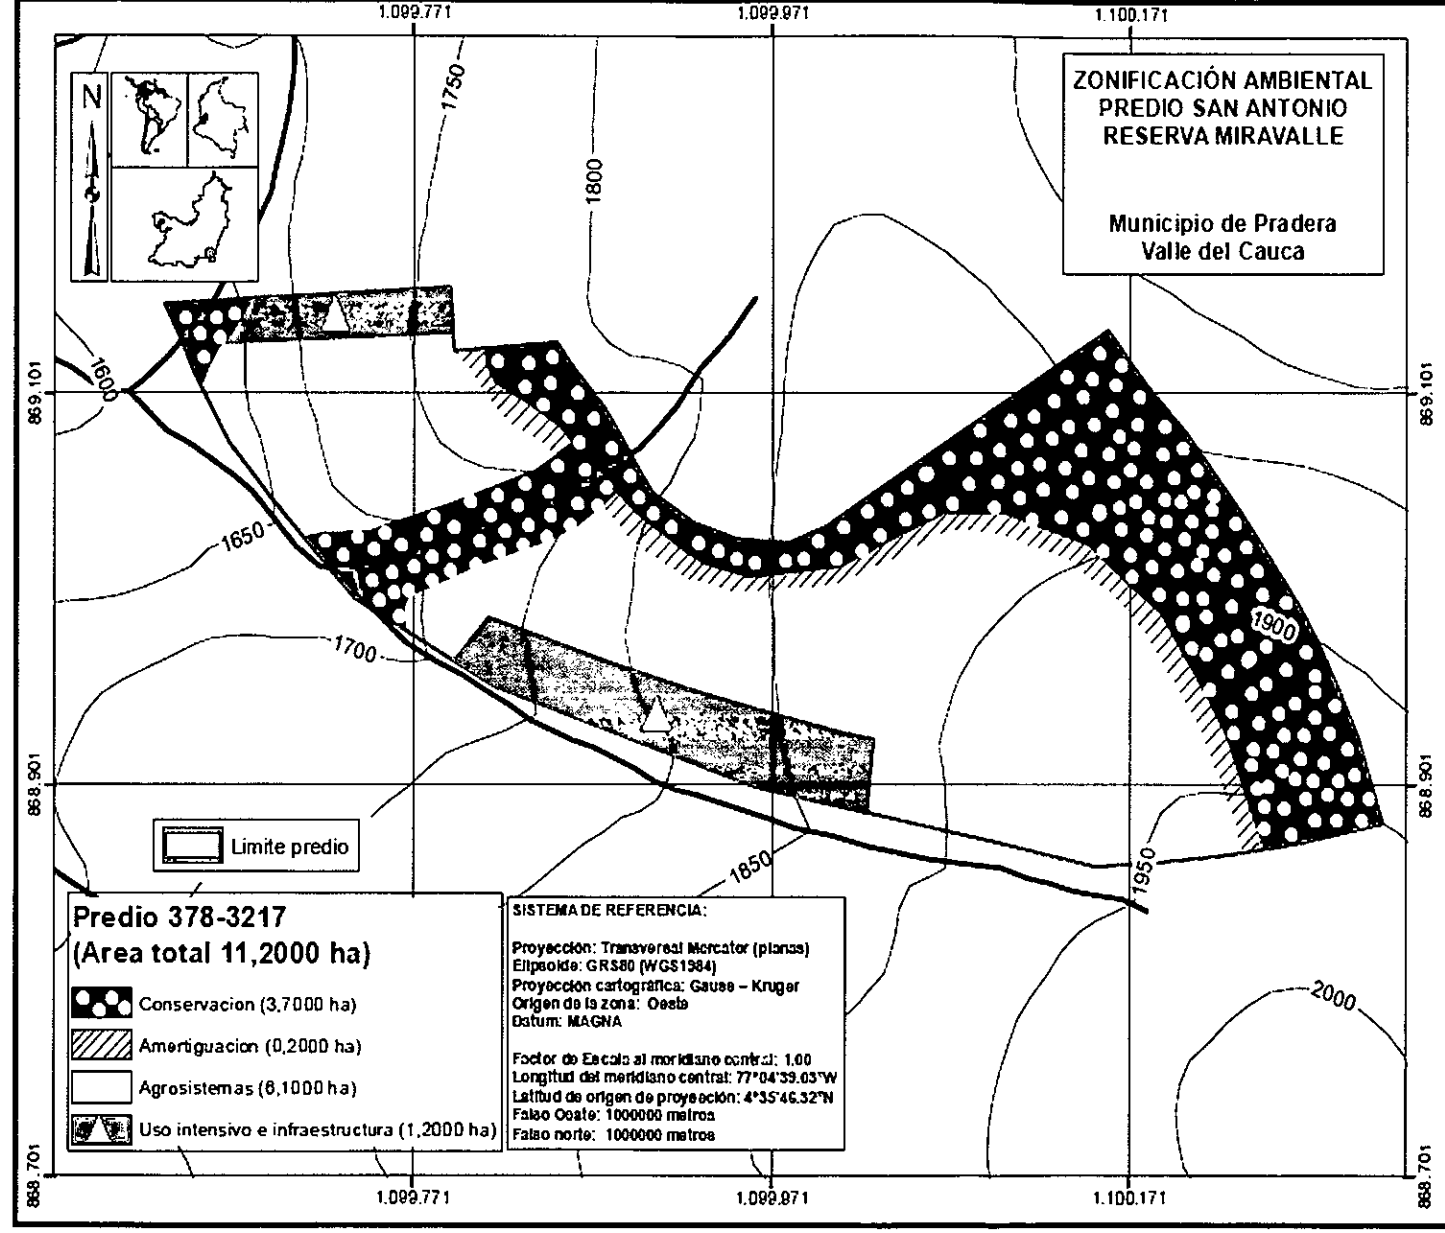 1.099.771
1.099.971
1.100.171
ZONIFICACIÓN AMBIENTAL
PREDIO SAN ANTONIO
RESERVA MIRAVALLE
Municipio de Pradera
Valle del Cauca
N
1750
1800
1600
869.101
869.101
1650
1700
1900
868.901
868.901
1850
1950
2000
Limite predio
Predio 378-3217
(Area total 11,2000 ha)
Conservacion (3,7000 ha)
Amertiguacion (0,2000 ha)
Agrosistemas (6,1000 ha)
Uso intensivo e infraestructura (1,2000 ha)
SISTEMA DE REFERENCIA:
Proyección: Transversal Mercator (planas)
Elipsoide: GRS80 (WGS1984)
Proyección cartográfica: Gauss – Kruger
Origen de la zona: Oeste
Datum: MAGNA
Factor de Escala al moridiano central: 1.00
Longitud del meridiano central: 77°04'39.03"W
Latitud de origen de proyección: 4°35'46.32"N
Falso Oeste: 1000000 metros
Falso norte: 1000000 metros
868.701
868.701
1.099.771
1.099.971
1.100.171